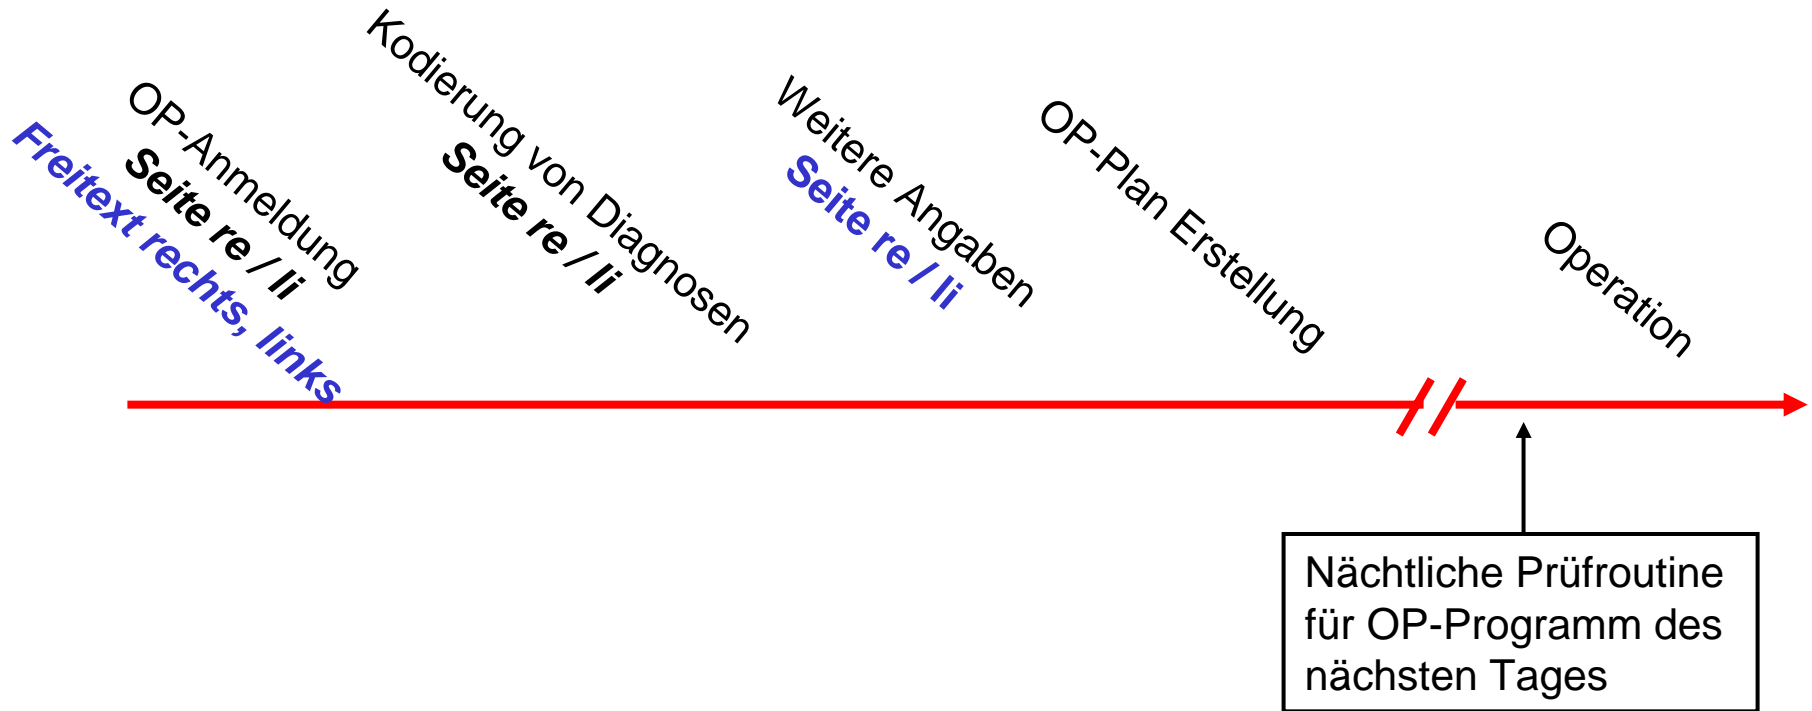 OP-Anmeldung
Seite re / li
Freitext rechts, links
Kodierung von Diagnosen
Seite re / li
Weitere Angaben
Seite re / li
OP-Plan Erstellung
Operation
Nächtliche Prüfroutine
für OP-Programm des
nächsten Tages